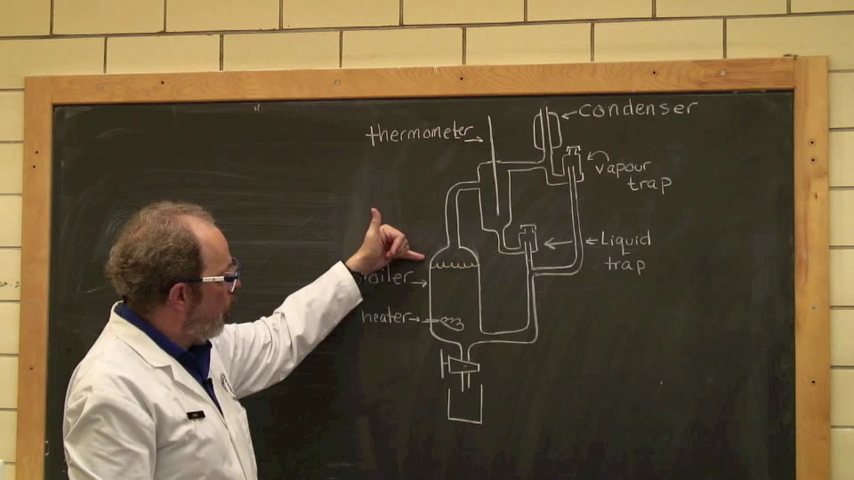 condenser
thermometer
vapour
trap
Liquid
trap
oiler
heater